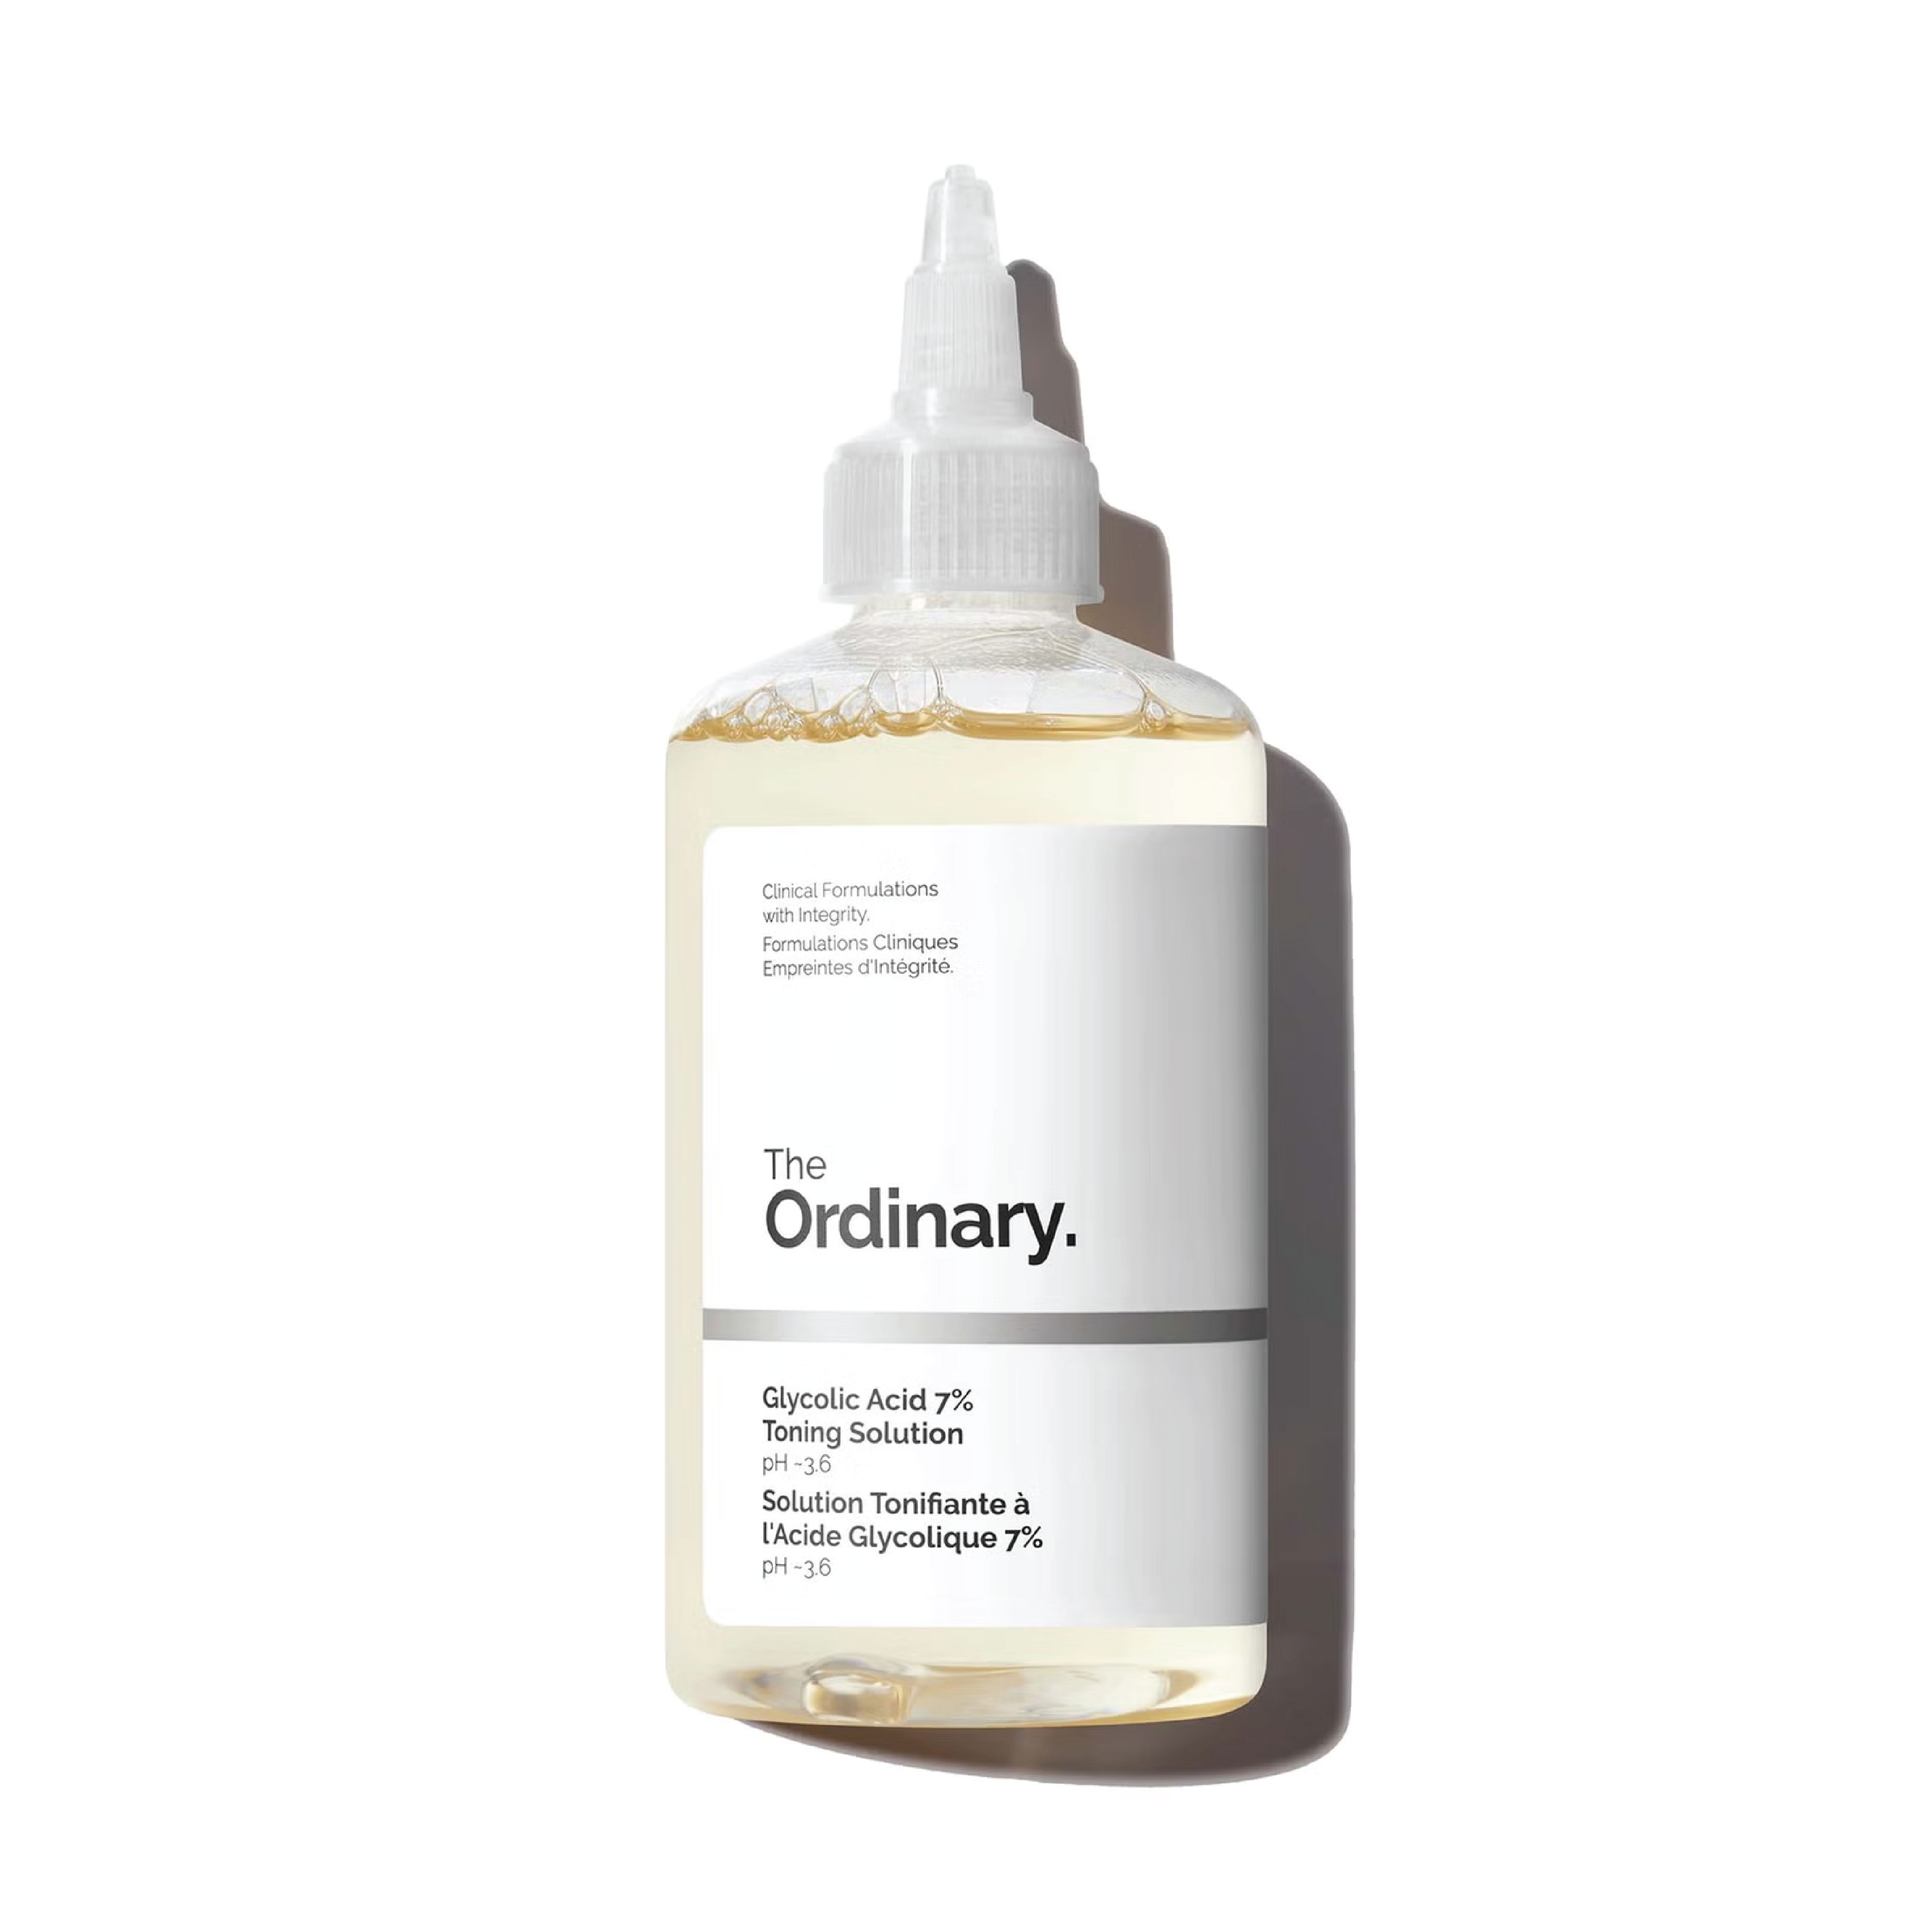 Clinical Formulations
with Integrity.
Formulations Cliniques
Empreintes d'Intégrité.
The
Ordinary.
Glycolic Acid 7%
Toning Solution
pH ~3.6
Solution Tonifiante à
l'Acide Glycolique 7%
pH ~3.6